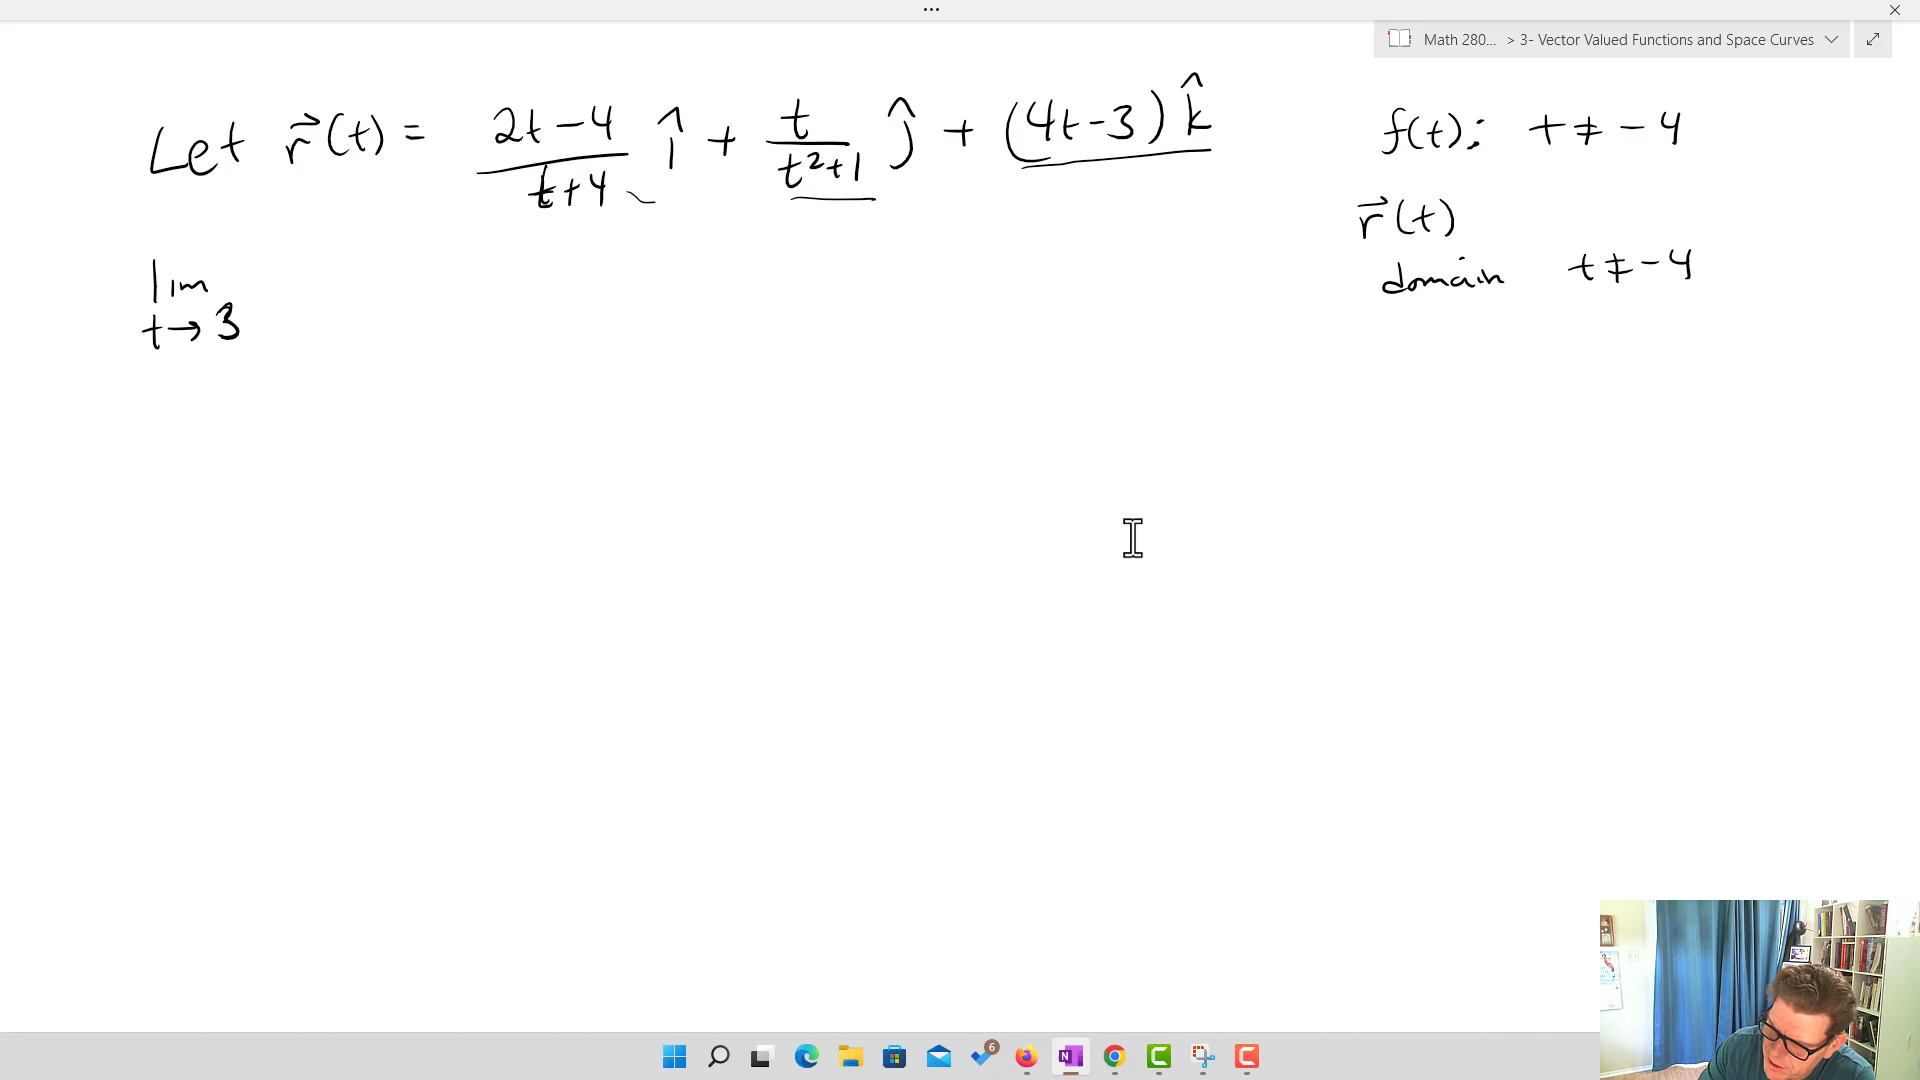 Math 280... > 3- Vector Valued Functions and Space Curves
Let r⃗(t) = (2t-4)/(t+4) î + t/(t²+1) ĵ + (4t-3) k̂
f(t): t ≠ -4
r⃗(t)
domain t ≠ -4
lim
t→3
6